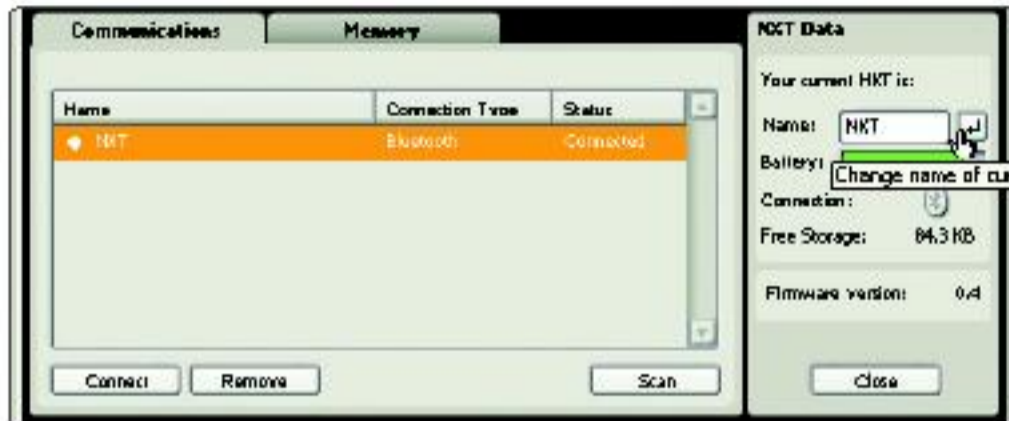 Communications
Memory
Name
Connection Type
Status
NXT
Bluetooth
Connected
Connect
Remove
Scan
NXT Data
Your current NXT is:
Name:
NXT
Battery:
Change name of cu
Connection:
Free Storage:
84.3 KB
Firmware version:
Close